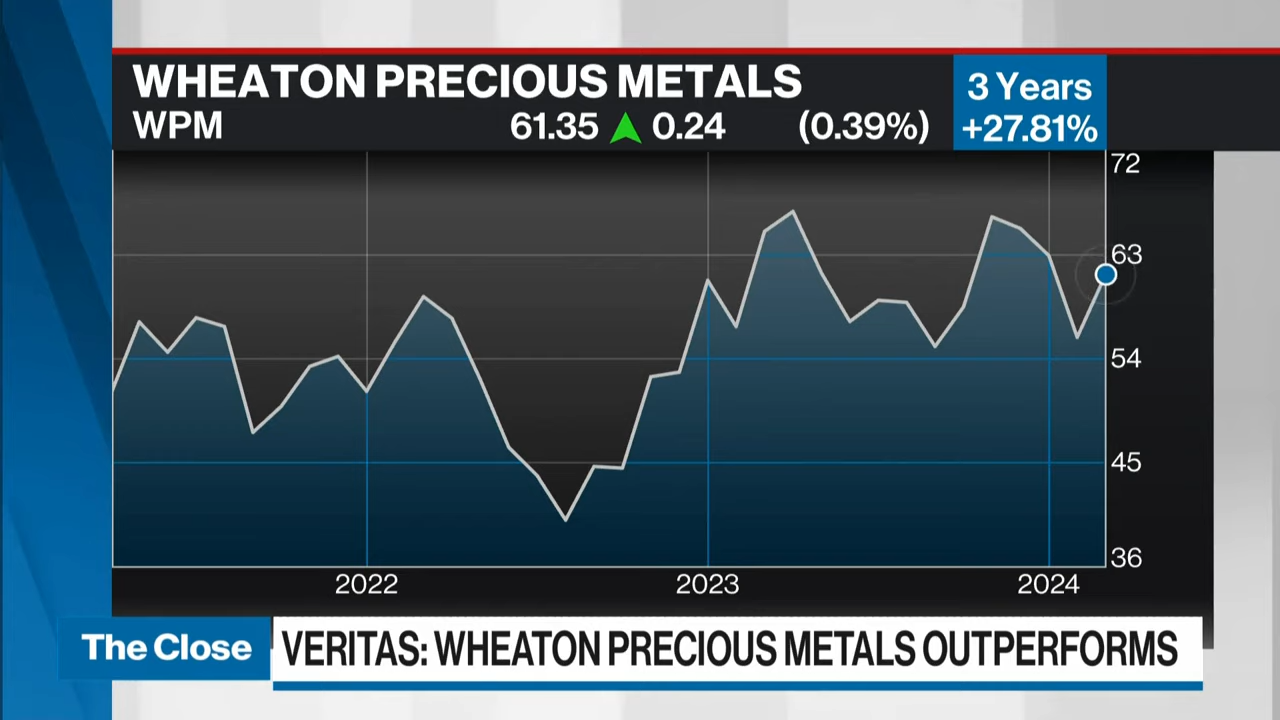 WHEATON PRECIOUS METALS
WPM 61.35 ▲ 0.24 (0.39%)
3 Years
+27.81%
72
63
54
45
36
2022 2023 2024
The Close
VERITAS: WHEATON PRECIOUS METALS OUTPERFORMS